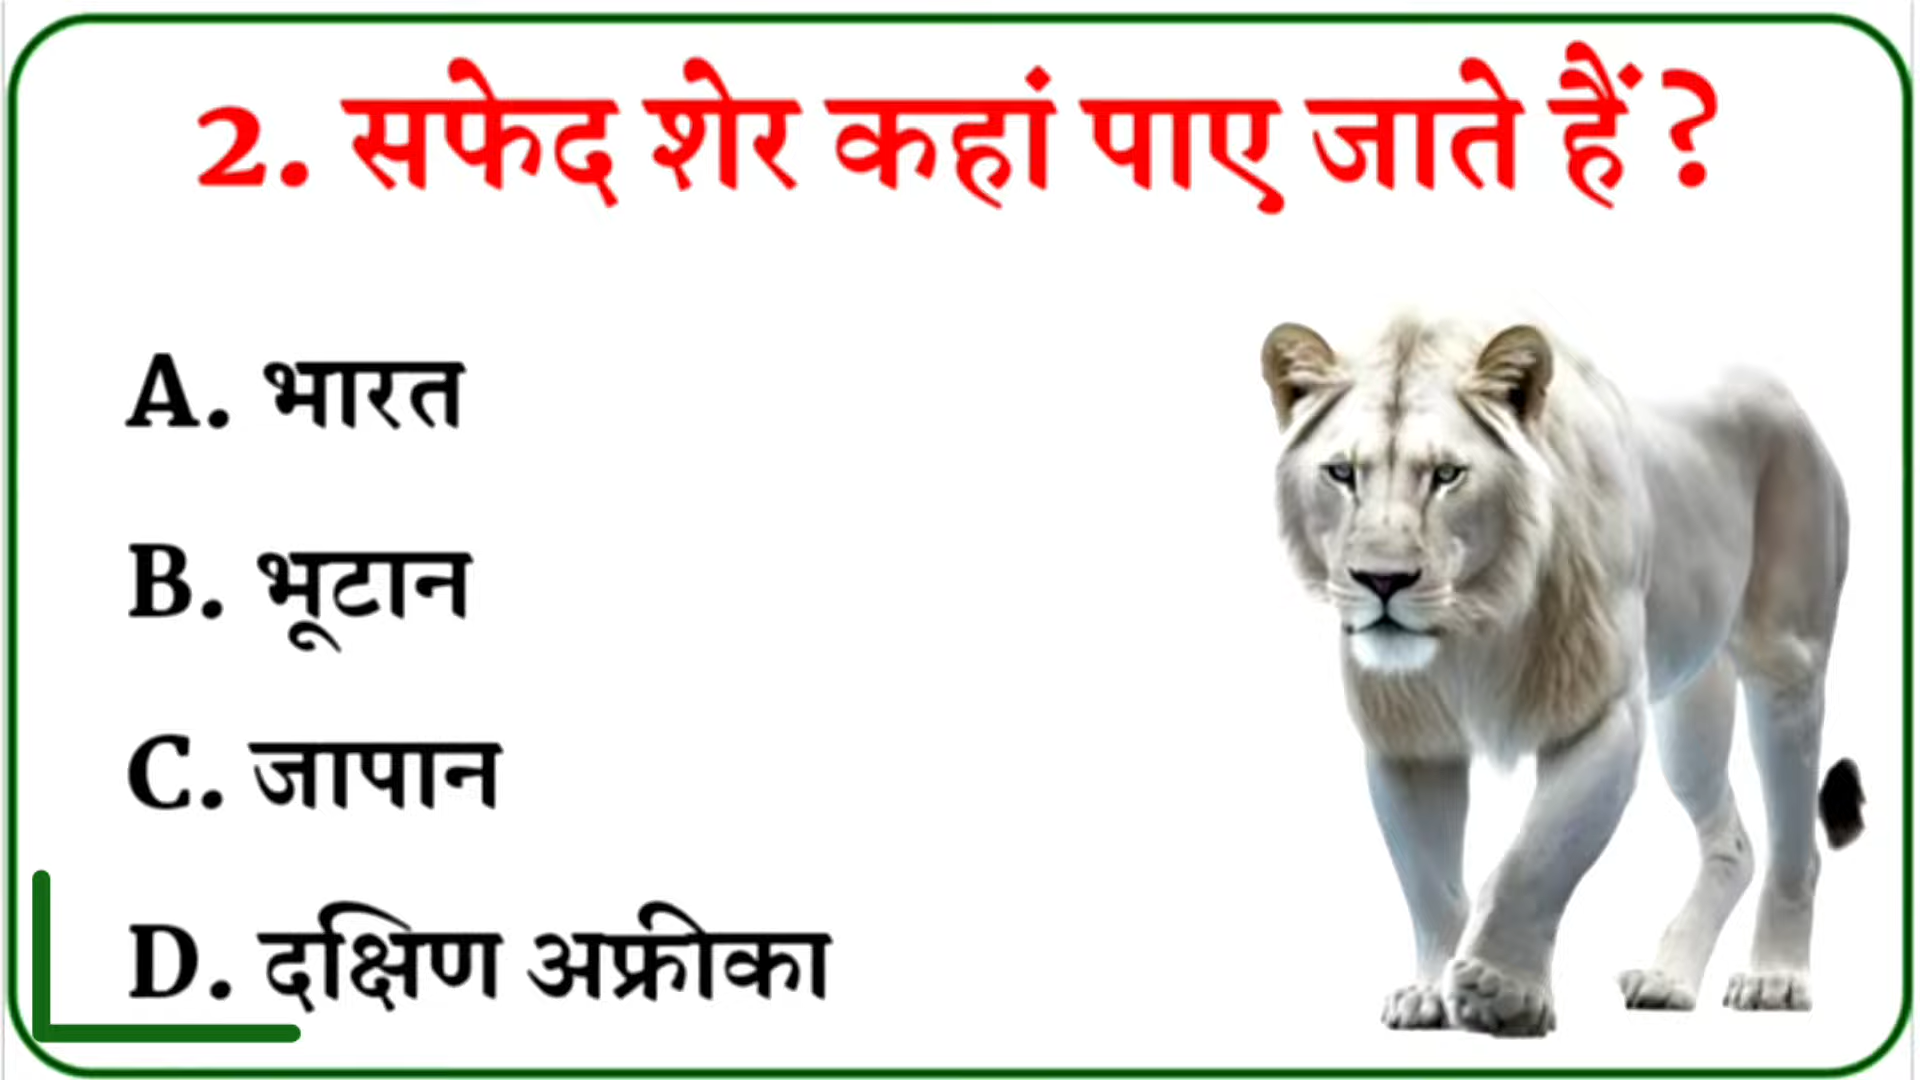 2. सफेद शेर कहां पाए जाते हैं ?
A. भारत
B. भूटान
C. जापान
D. दक्षिण अफ्रीका